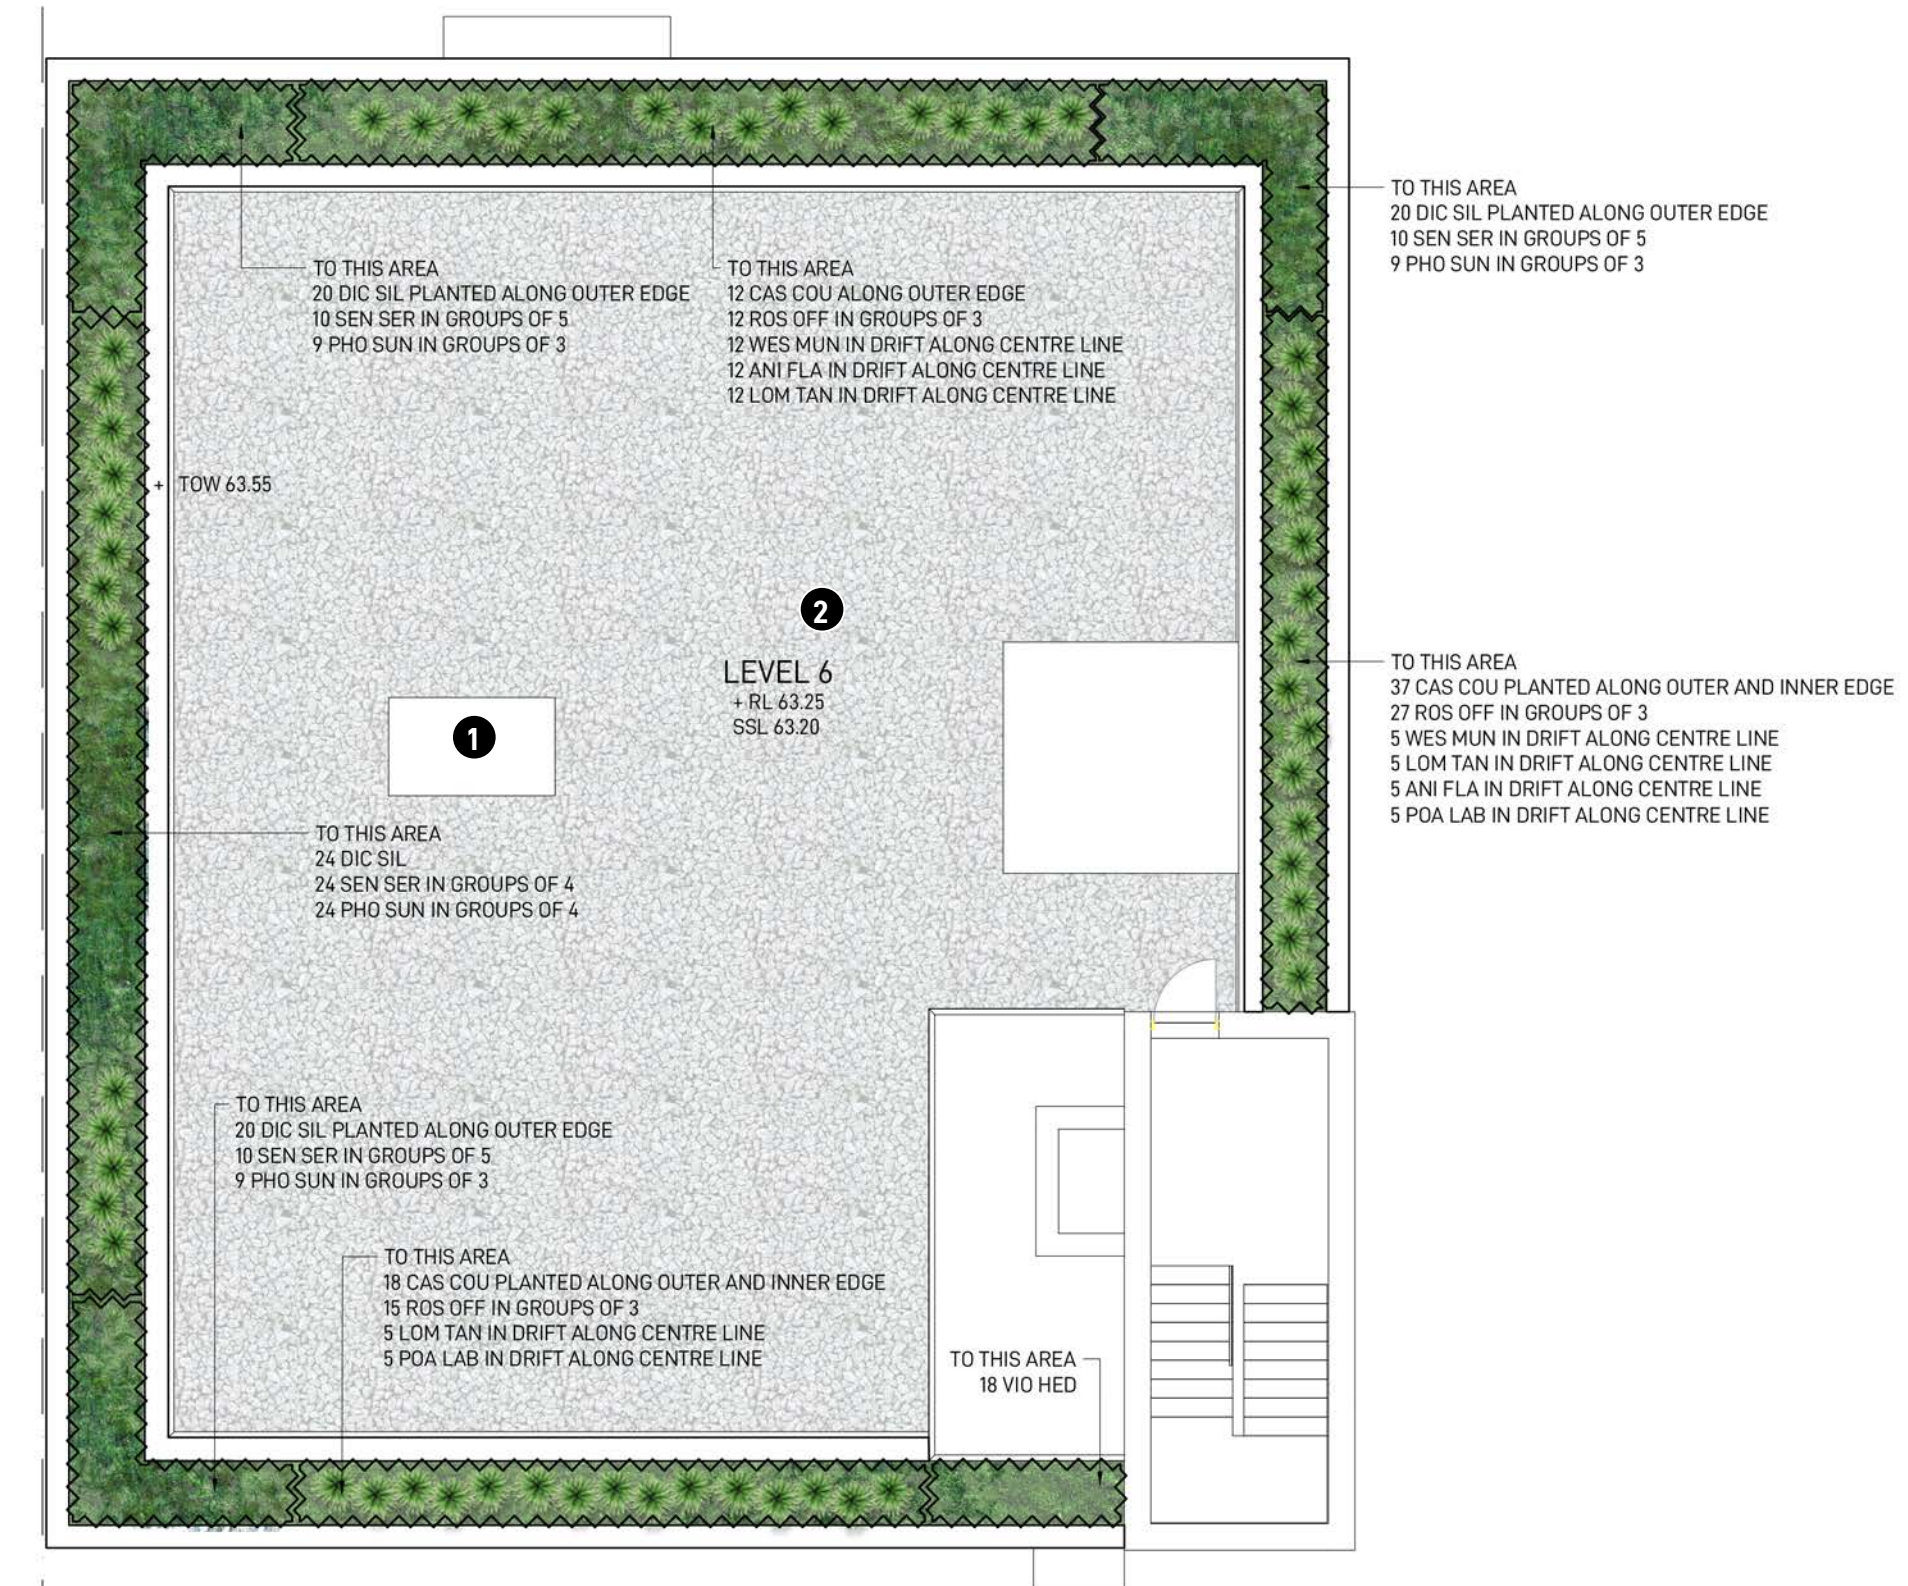 TO THIS AREA
20 DIC SIL PLANTED ALONG OUTER EDGE
10 SEN SER IN GROUPS OF 5
9 PHO SUN IN GROUPS OF 3
TO THIS AREA
20 DIC SIL PLANTED ALONG OUTER EDGE
10 SEN SER IN GROUPS OF 5
9 PHO SUN IN GROUPS OF 3
TO THIS AREA
12 CAS COU ALONG OUTER EDGE
12 ROS OFF IN GROUPS OF 3
12 WES MUN IN DRIFT ALONG CENTRE LINE
12 ANI FLA IN DRIFT ALONG CENTRE LINE
12 LOM TAN IN DRIFT ALONG CENTRE LINE
+ TOW 63.55
2
LEVEL 6
+ RL 63.25
SSL 63.20
1
TO THIS AREA
37 CAS COU PLANTED ALONG OUTER AND INNER EDGE
27 ROS OFF IN GROUPS OF 3
5 WES MUN IN DRIFT ALONG CENTRE LINE
5 LOM TAN IN DRIFT ALONG CENTRE LINE
5 ANI FLA IN DRIFT ALONG CENTRE LINE
5 POA LAB IN DRIFT ALONG CENTRE LINE
TO THIS AREA
24 DIC SIL
24 SEN SER IN GROUPS OF 4
24 PHO SUN IN GROUPS OF 4
TO THIS AREA
20 DIC SIL PLANTED ALONG OUTER EDGE
10 SEN SER IN GROUPS OF 5
9 PHO SUN IN GROUPS OF 3
TO THIS AREA
18 CAS COU PLANTED ALONG OUTER AND INNER EDGE
15 ROS OFF IN GROUPS OF 3
5 LOM TAN IN DRIFT ALONG CENTRE LINE
5 POA LAB IN DRIFT ALONG CENTRE LINE
TO THIS AREA
18 VIO HED